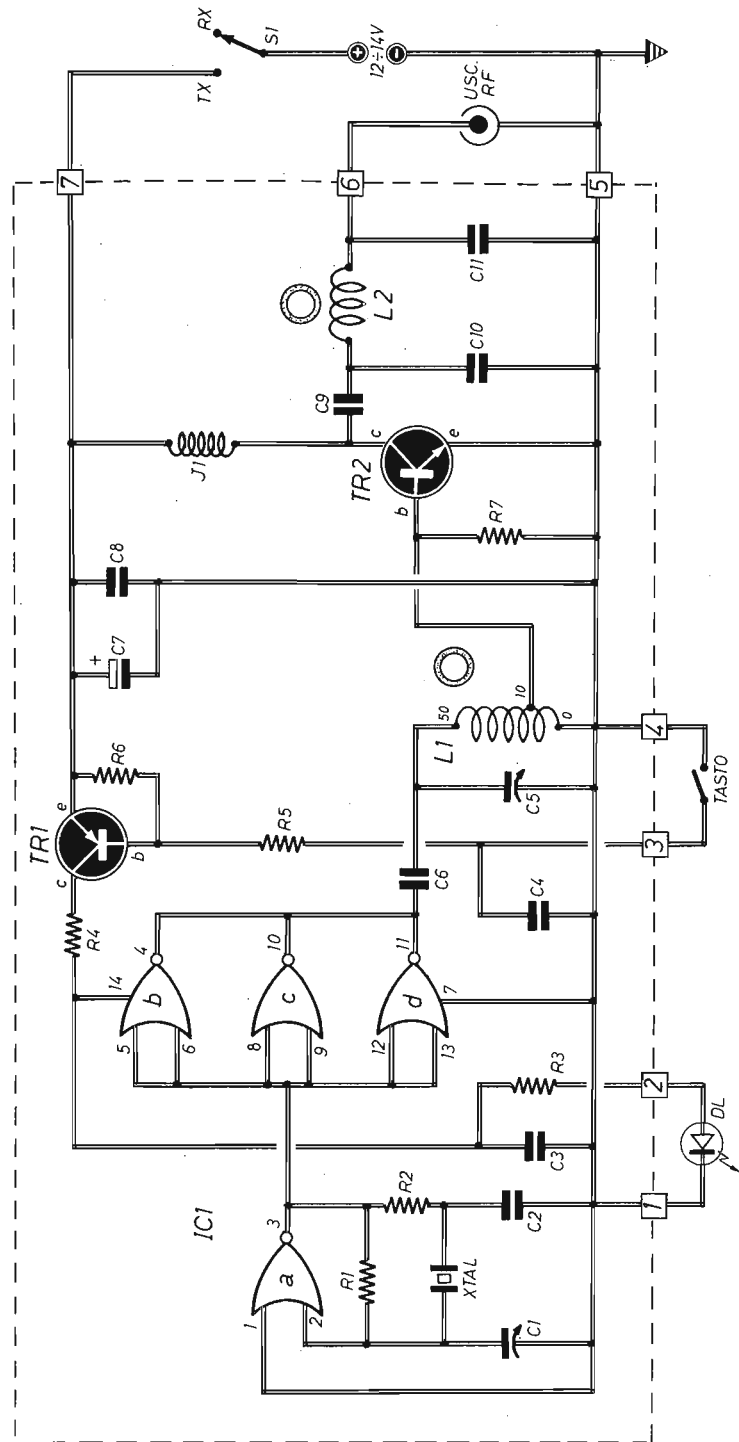 IC1
1
2
3
a
R1
R2
XTAL
C1
C2
C3
R3
1
2
DL
5
6
14
b
4
8
9
c
10
12
13
d
11
7
R4
TR1
c
b
e
R5
R6
C4
C6
C5
L1
50
10
0
3
4
TASTO
C7
+
C8
J1
TR2
b
c
e
R7
C9
L2
C10
C11
7
6
5
USC.
RF
TX
RX
S1
12÷14V
+
-